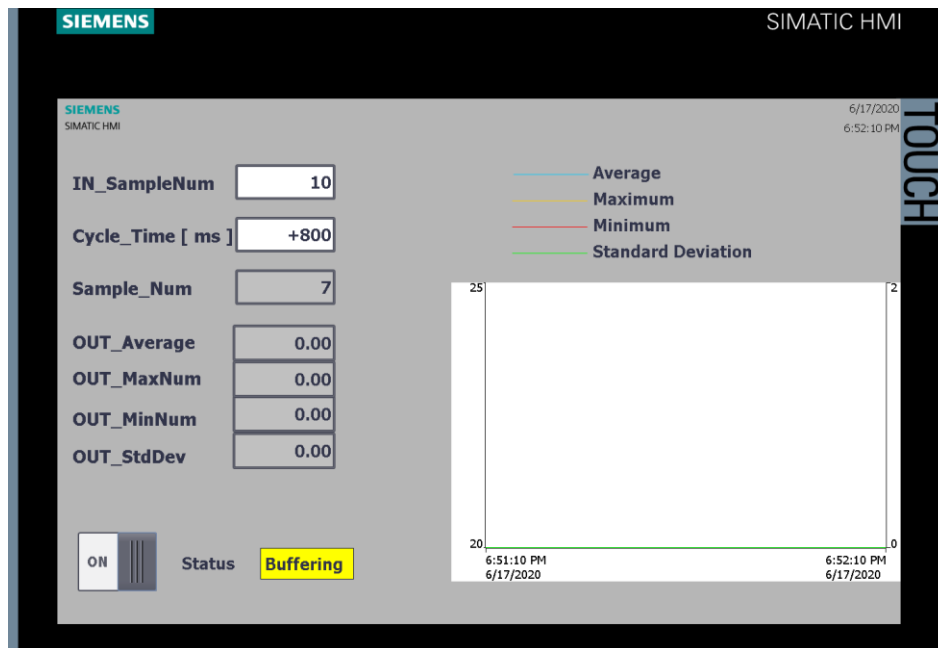 SIEMENS
SIMATIC HMI
TOUCH
SIEMENS
SIMATIC HMI
6/17/2020
6:52:10 PM
IN_SampleNum 10
Cycle_Time [ ms ] +800
Sample_Num 7
OUT_Average 0.00
OUT_MaxNum 0.00
OUT_MinNum 0.00
OUT_StdDev 0.00
ON Status Buffering
Average
Maximum
Minimum
Standard Deviation
25 2
20 0
6:51:10 PM 6:52:10 PM
6/17/2020 6/17/2020